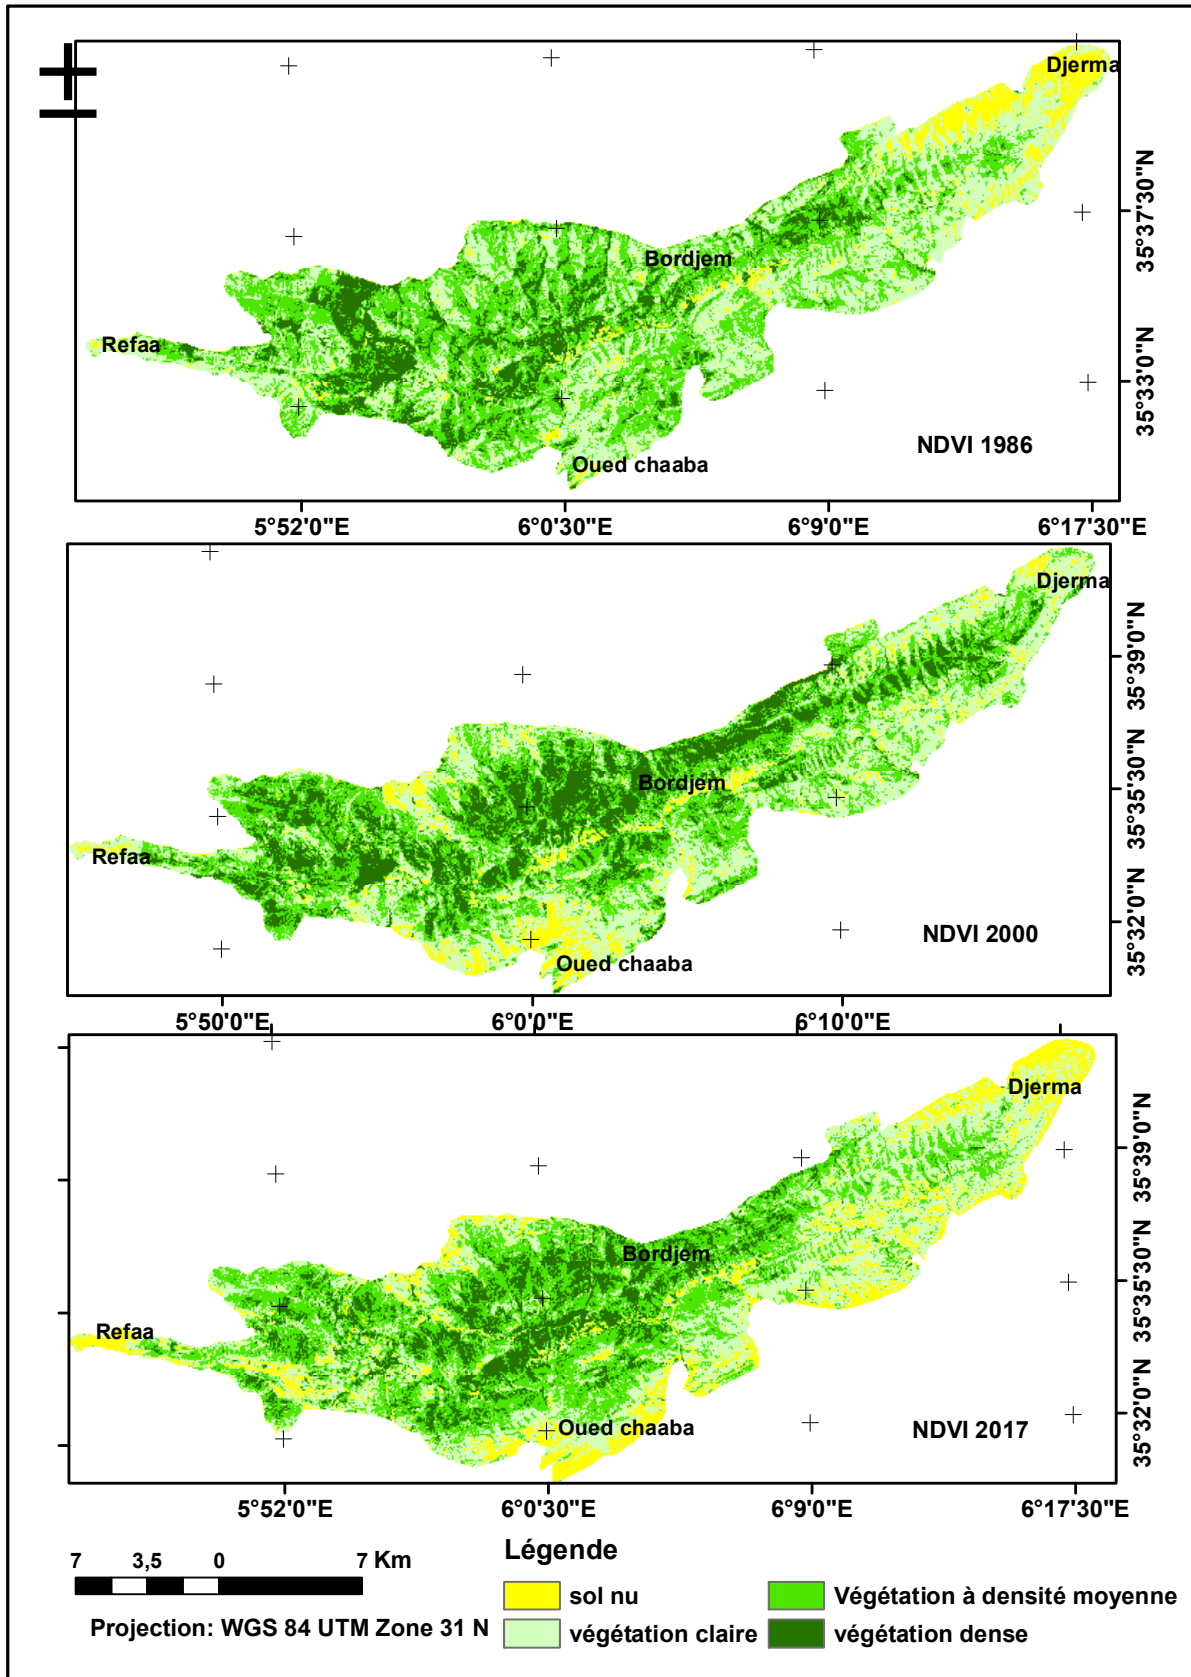 Djerma
Bordjem
Refaa
Oued chaaba
NDVI 1986
35°37'30"N
35°33'0"N
5°52'0"E 6°0'30"E 6°9'0"E 6°17'30"E
Djerma
Bordjem
Refaa
Oued chaaba
NDVI 2000
35°39'0"N
35°35'30"N
35°32'0"N
5°50'0"E 6°0'0"E 6°10'0"E
Djerma
Bordjem
Refaa
Oued chaaba
NDVI 2017
35°39'0"N
35°35'30"N
35°32'0"N
5°52'0"E 6°0'30"E 6°9'0"E 6°17'30"E
7 3,5 0 7 Km
Projection: WGS 84 UTM Zone 31 N
Légende
sol nu
végétation claire
Végétation à densité moyenne
végétation dense